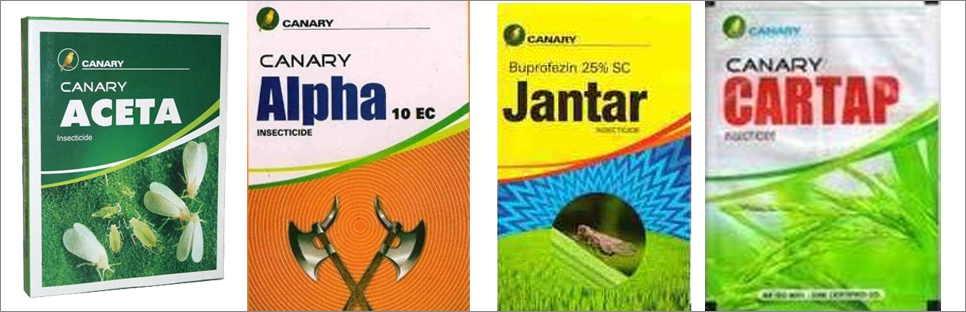 CANARY
CANARY
ACETA
Insecticide
CANARY
CANARY
Alpha 10 EC
INSECTICIDE
CANARY
Buprofezin 25% SC
Jantar
INSECTICIDE
CANARY
CANARY
CARTAP
INSECTICIDE